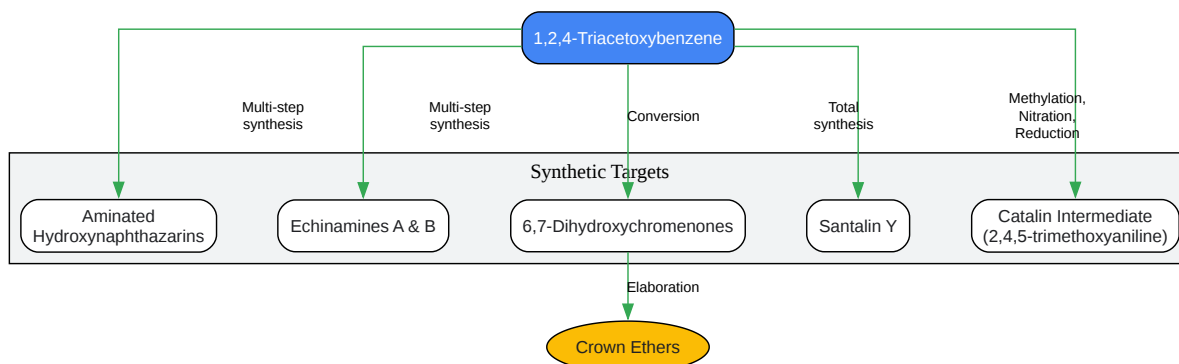 1,2,4-Triacetoxybenzene
Multi-step
synthesis
Multi-step
synthesis
Conversion
Total
synthesis
Methylation,
Nitration,
Reduction
Synthetic Targets
Aminated
Hydroxynaphthazarins
Echinamines A & B
6,7-Dihydroxychromenones
Santalin Y
Catalin Intermediate
(2,4,5-trimethoxyaniline)
Elaboration
Crown Ethers